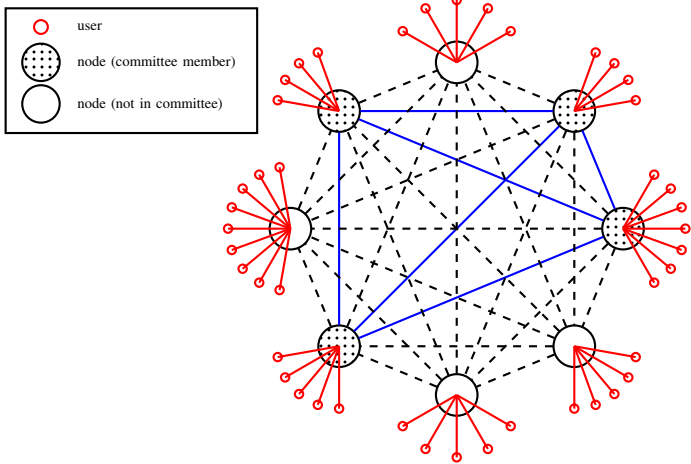 user
node (committee member)
node (not in committee)